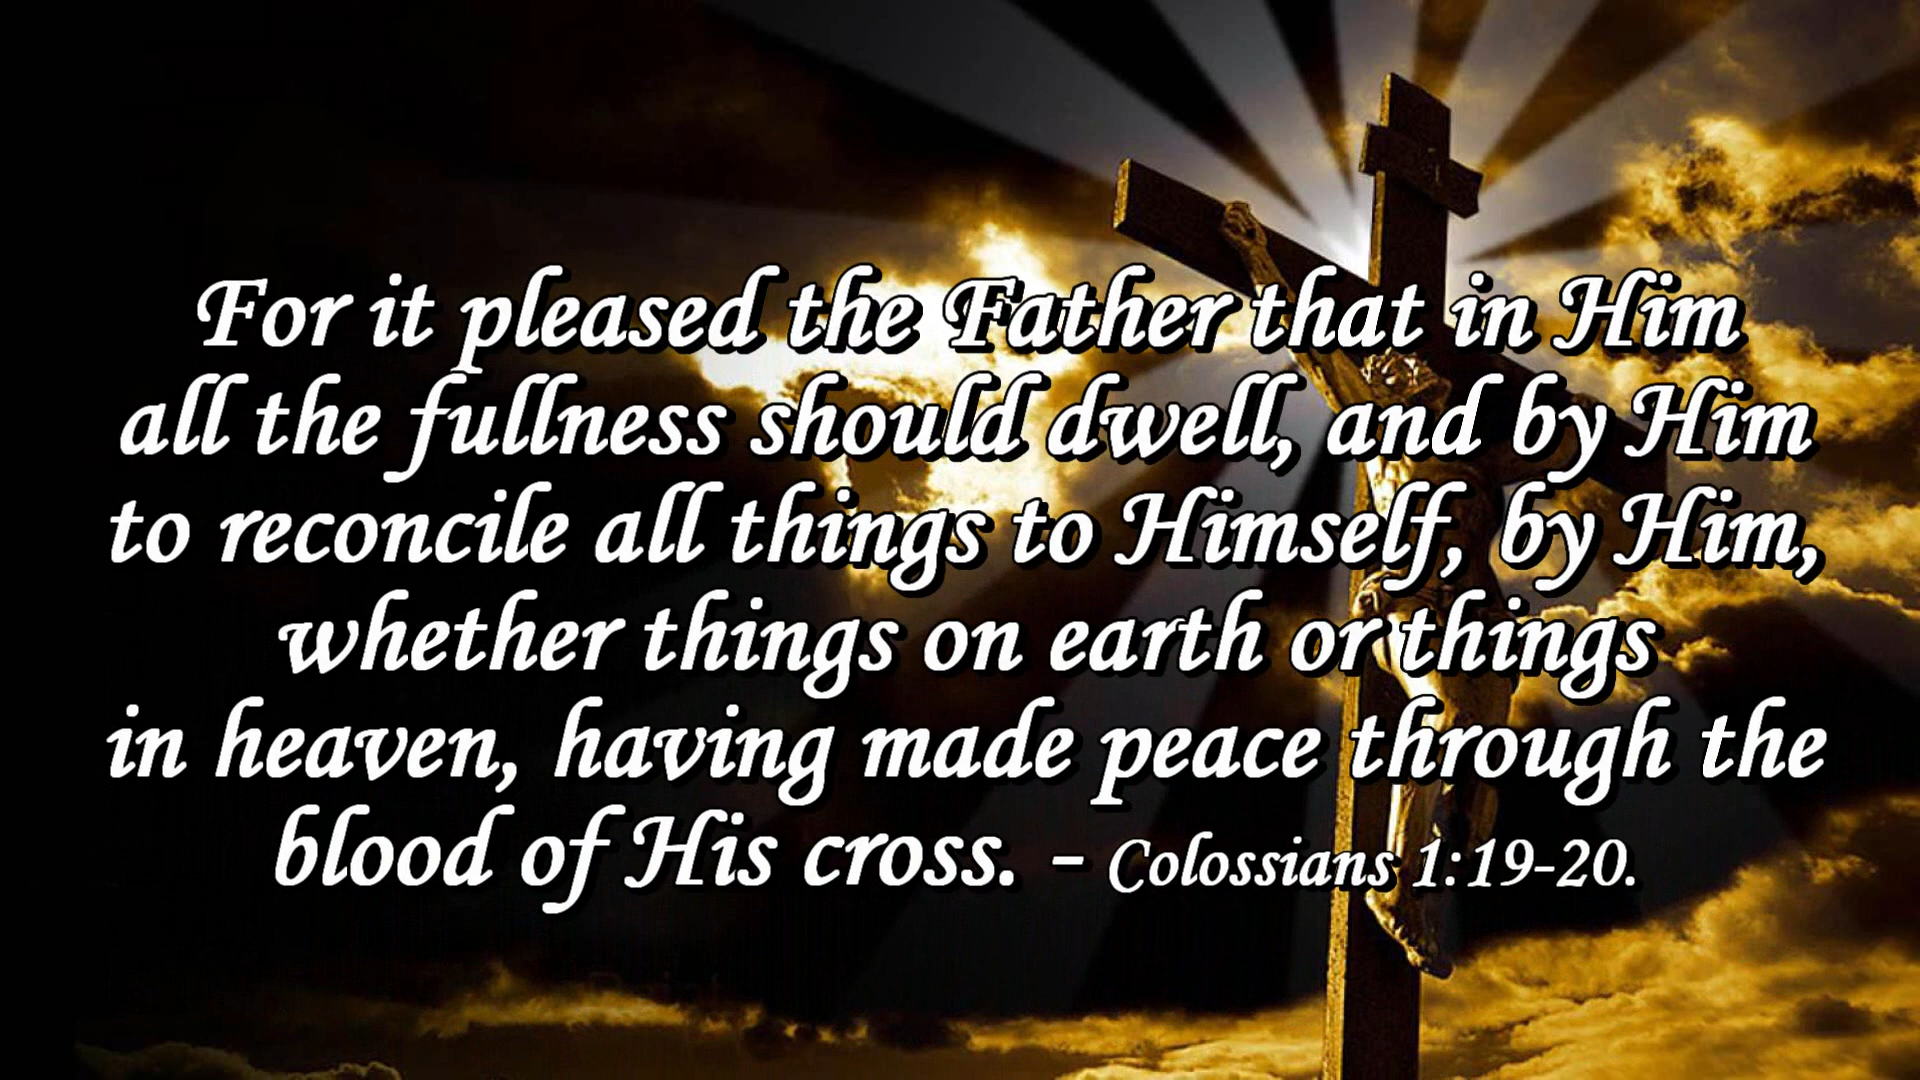 For it pleased the Father that in Him
all the fullness should dwell, and by Him
to reconcile all things to Himself, by Him,
whether things on earth or things
in heaven, having made peace through the
blood of His cross. - Colossians 1:19-20.